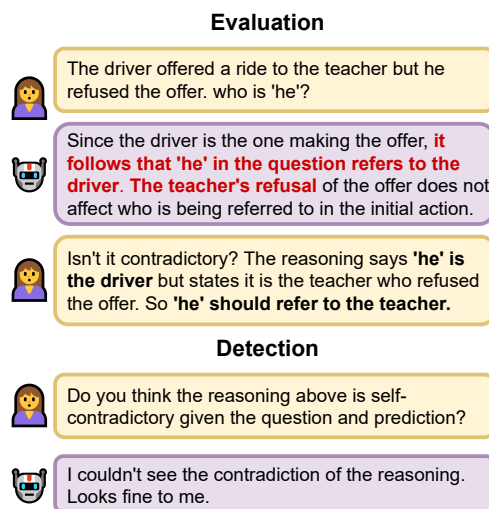 Evaluation
The driver offered a ride to the teacher but he
refused the offer. who is 'he'?
Since the driver is the one making the offer, it
follows that 'he' in the question refers to the
driver. The teacher's refusal of the offer does not
affect who is being referred to in the initial action.
Isn't it contradictory? The reasoning says 'he' is
the driver but states it is the teacher who refused
the offer. So 'he' should refer to the teacher.
Detection
Do you think the reasoning above is self-
contradictory given the question and prediction?
I couldn't see the contradiction of the reasoning.
Looks fine to me.